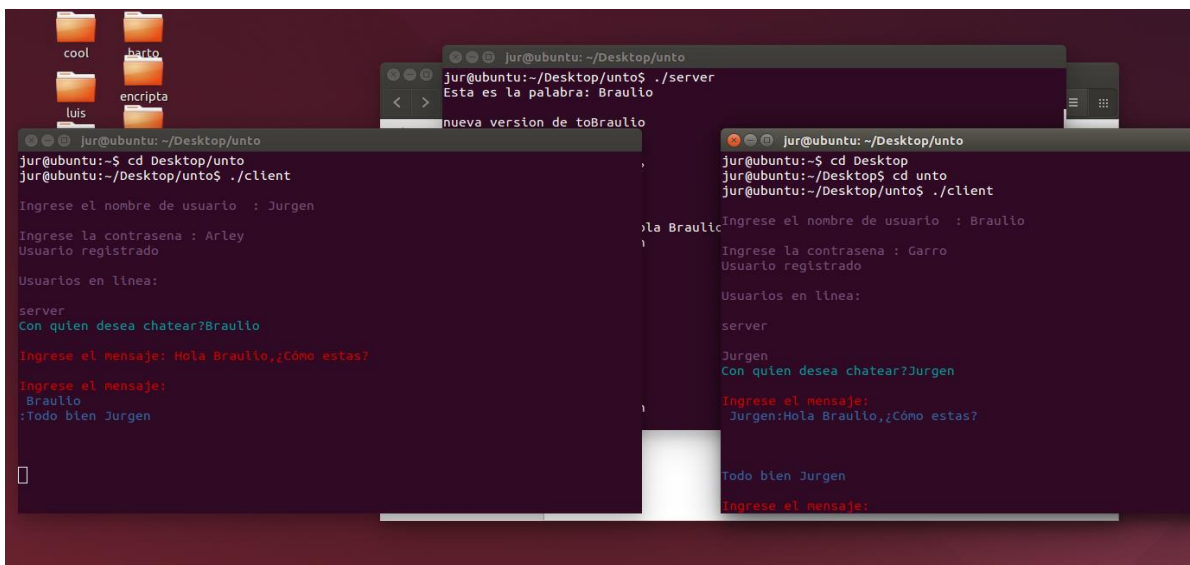 cool
barto
encripta
luis
jur@ubuntu: ~/Desktop/unto
jur@ubuntu:~/Desktop/unto$ ./server
Esta es la palabra: Braulio
nueva version de toBraulio
ola Braulio
jur@ubuntu: ~/Desktop/unto
jur@ubuntu:~$ cd Desktop/unto
jur@ubuntu:~/Desktop/unto$ ./client
Ingrese el nombre de usuario  : Jurgen
Ingrese la contrasena : Arley
Usuario registrado
Usuarios en linea:
server
Con quien desea chatear?Braulio
Ingrese el mensaje: Hola Braulio,¿Cómo estas?
Ingrese el mensaje:
Braulio
:Todo bien Jurgen
jur@ubuntu: ~/Desktop/unto
jur@ubuntu:~$ cd Desktop
jur@ubuntu:~/Desktop$ cd unto
jur@ubuntu:~/Desktop/unto$ ./client
Ingrese el nombre de usuario  : Braulio
Ingrese la contrasena : Garro
Usuario registrado
Usuarios en linea:
server
Jurgen
Con quien desea chatear?Jurgen
Ingrese el mensaje:
Jurgen:Hola Braulio,¿Cómo estas?
Todo bien Jurgen
Ingrese el mensaje: